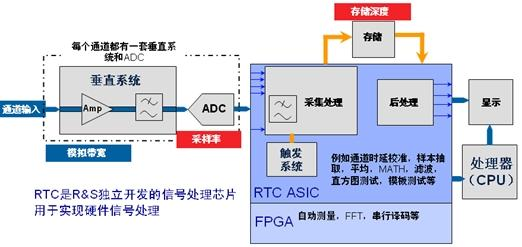 每个通道都有一套垂直系
统和ADC
存储深度
存储
垂直系统
通道输入
Amp
ADC
采样率
模拟带宽
采集处理
后处理
显示
触发
系统
例如通道时延校准，样本抽
取，平均，MATH，滤波，
直方图测试，模板测试等
处理器
（CPU）
RTC ASIC
RTC是R&S独立开发的信号处理芯片
用于实现硬件信号处理
FPGA
自动测量，FFT，串行译码等